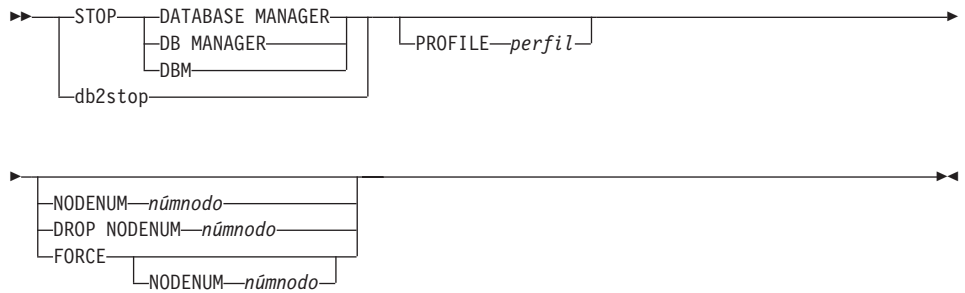 STOP DATABASE MANAGER
DB MANAGER PROFILE perfil
DBM
db2stop
NODENUM númnodo
DROP NODENUM númnodo
FORCE
NODENUM númnodo